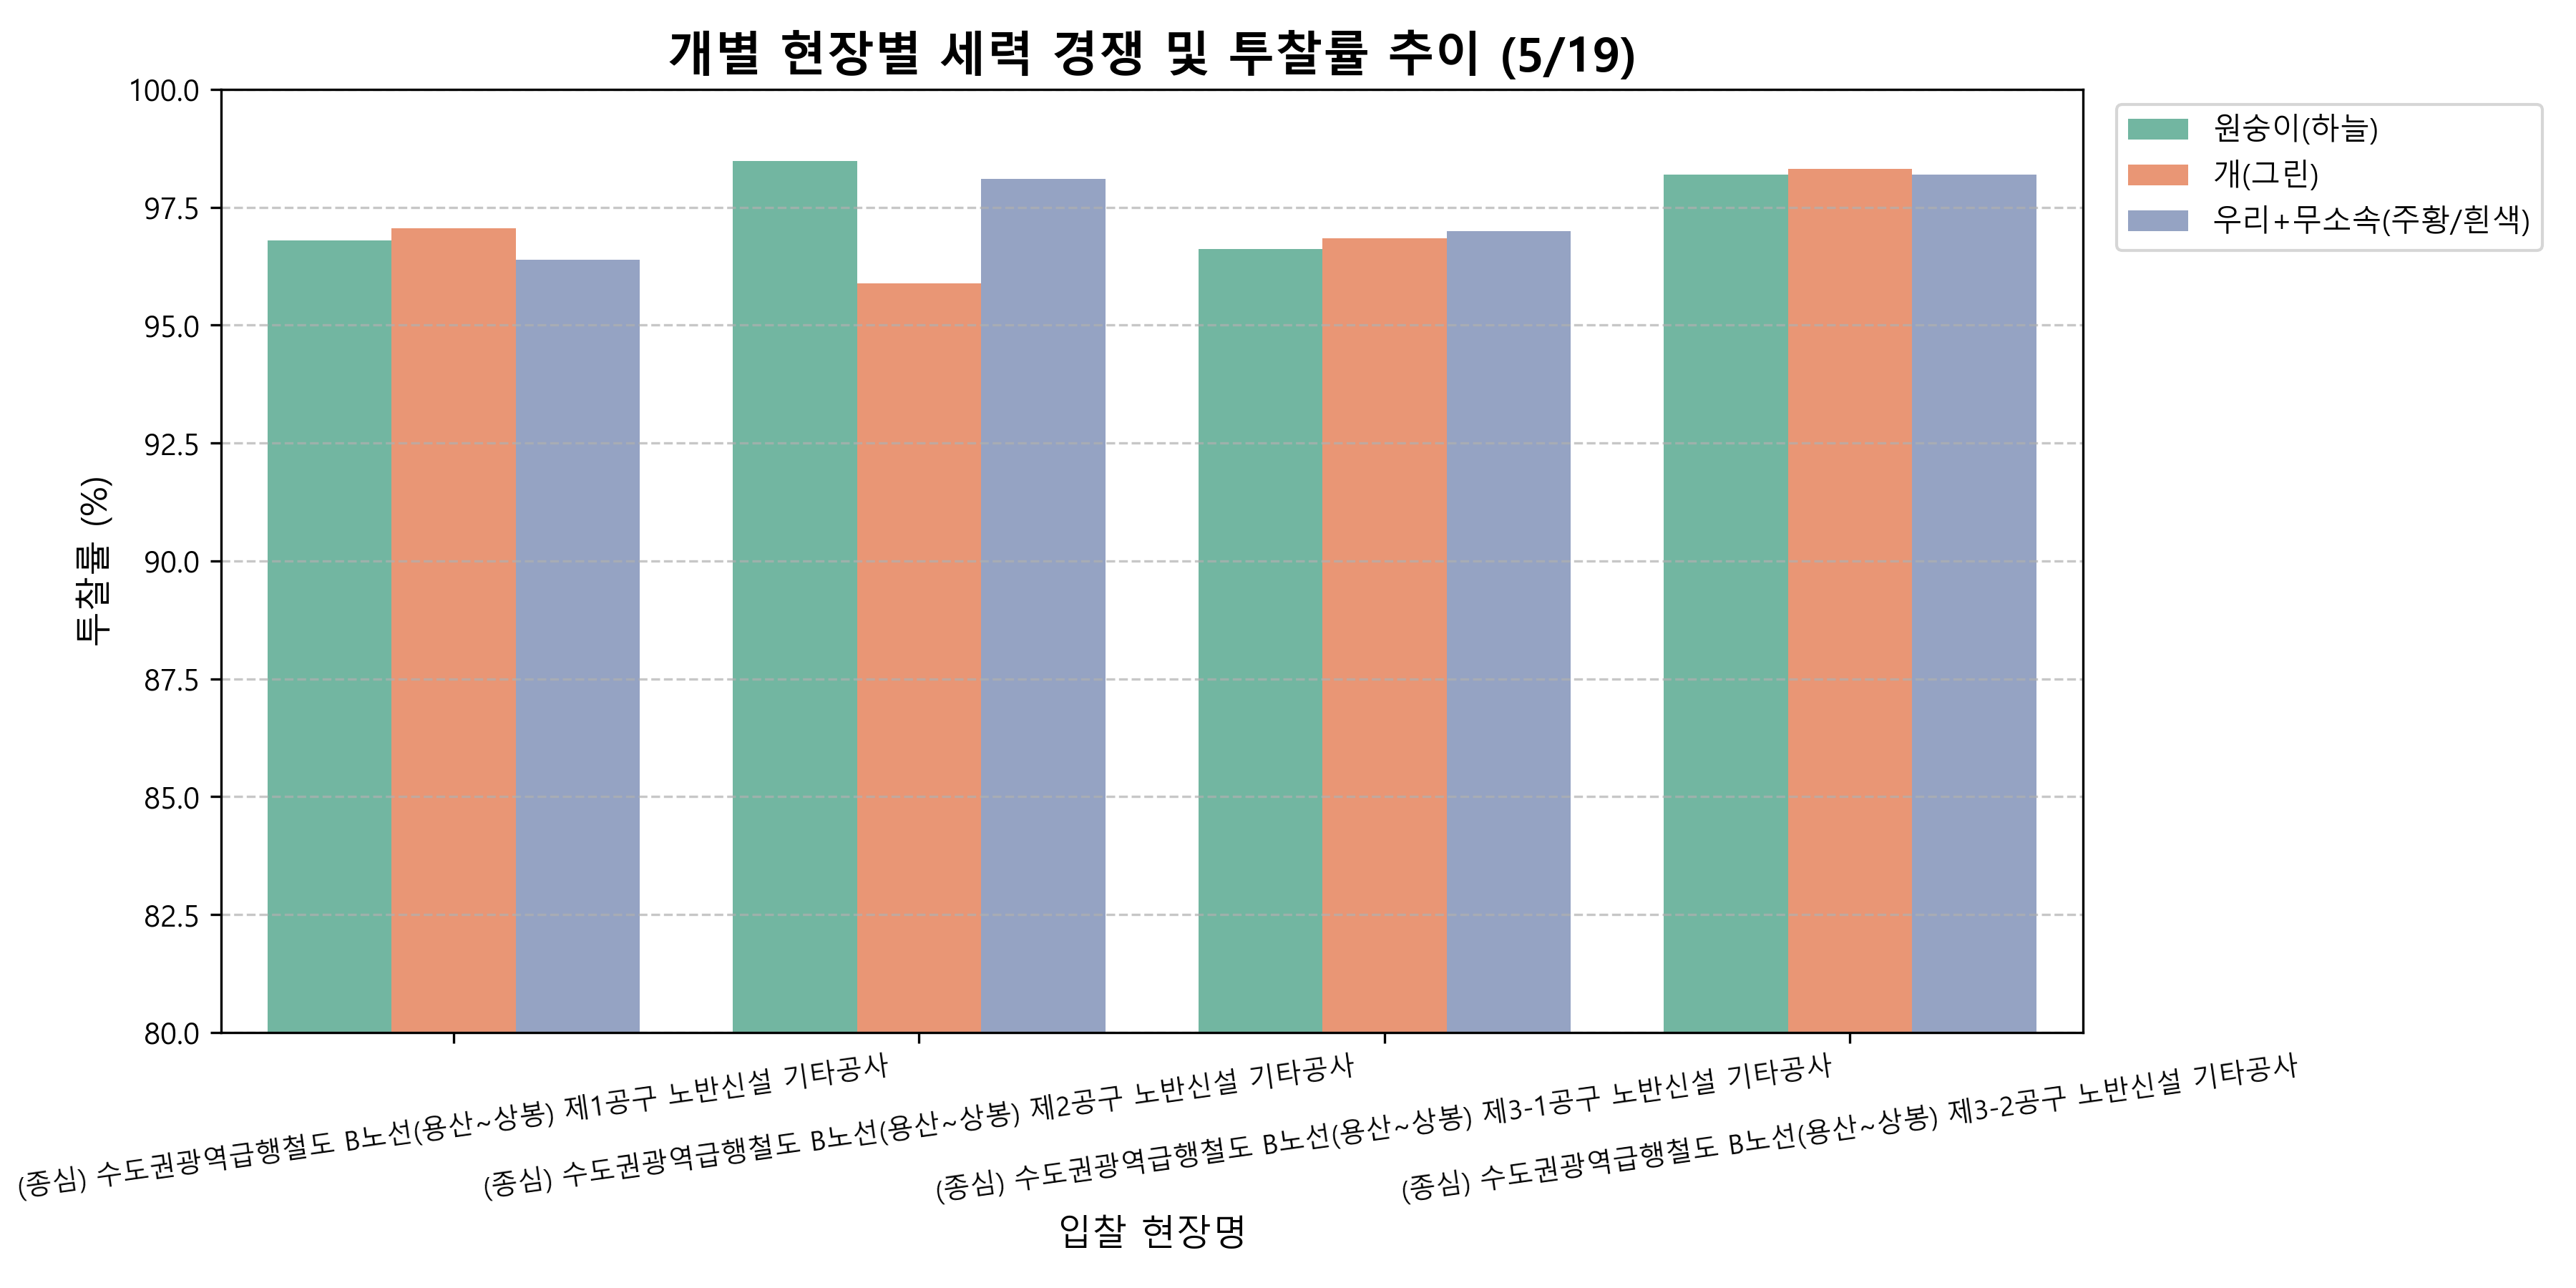 개별 현장별 세력 경쟁 및 투찰률 추이 (5/19)
100.0
97.5
95.0
92.5
90.0
87.5
85.0
82.5
80.0
투찰률 (%)
원숭이(하늘)
개(그린)
우리+무소속(주황/흰색)
(종심) 수도권광역급행철도 B노선(용산~상봉) 제1공구 노반신설 기타공사
(종심) 수도권광역급행철도 B노선(용산~상봉) 제2공구 노반신설 기타공사
(종심) 수도권광역급행철도 B노선(용산~상봉) 제3-1공구 노반신설 기타공사
(종심) 수도권광역급행철도 B노선(용산~상봉) 제3-2공구 노반신설 기타공사
입찰 현장명